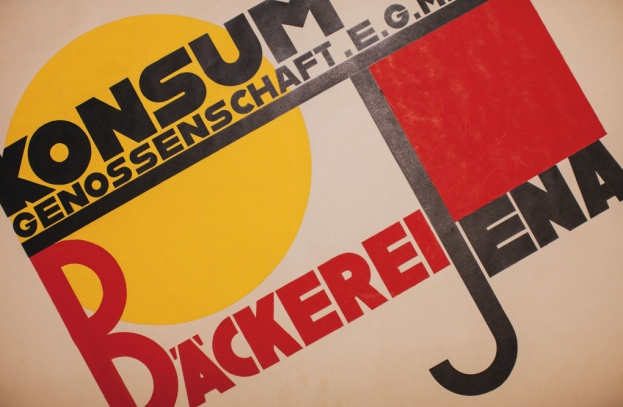 KONSUM
GENOSSENSCHAFT.E.G.M.
BÄCKEREI JENA